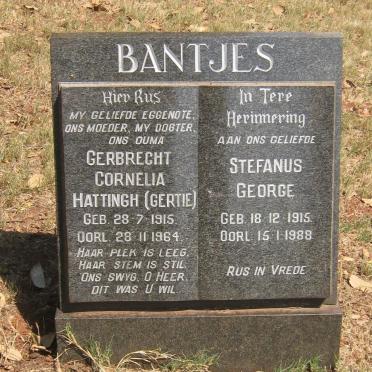 BANTJES
Hier Rus
MY GELIEFDE EGGENOTE,
ONS MOEDER, MY DOGTER,
ONS OUMA
GERBRECHT
CORNELIA
HATTINGH (GERTIE)
GEB. 28·7·1915.
OORL. 28·11·1964.
HAAR PLEK IS LEEG,
HAAR STEM IS STIL.
ONS SWYG, O HEER,
DIT WAS U WIL.
In Tere
Herinnering
AAN ONS GELIEFDE
STEFANUS
GEORGE
GEB. 18·12·1915.
OORL. 15·1·1988.
RUS IN VREDE